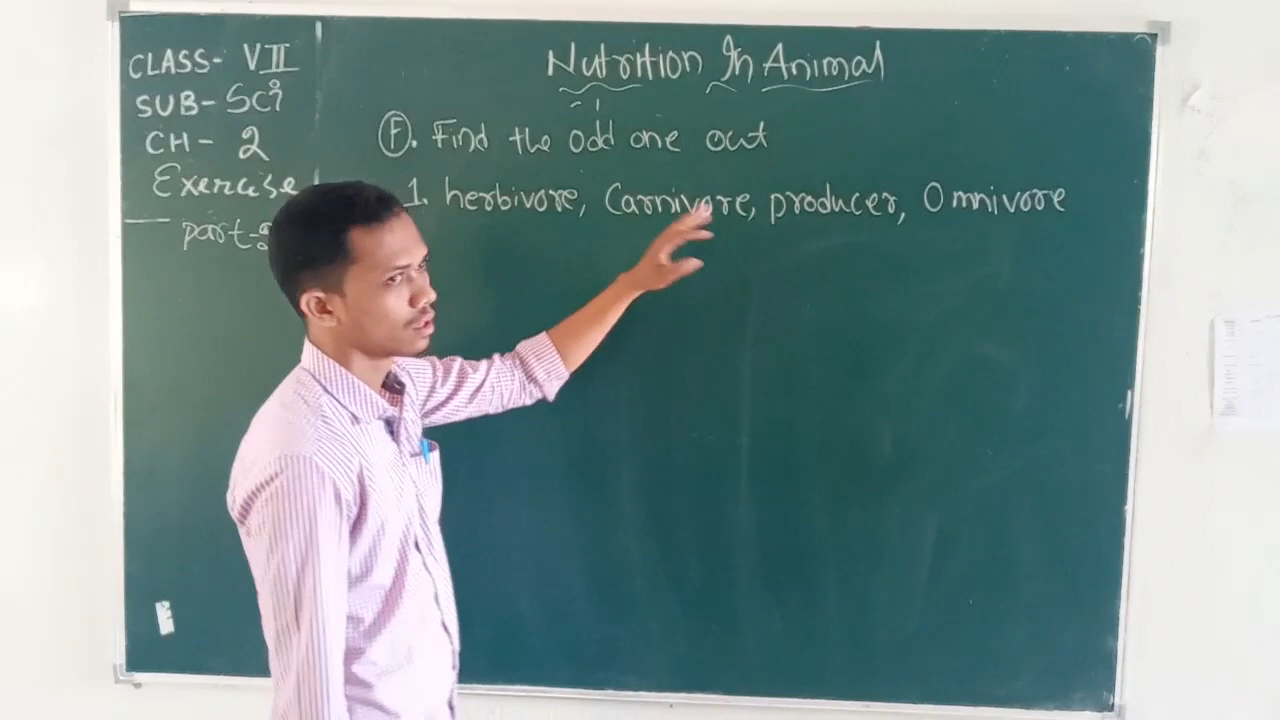 CLASS- VII
SUB- Sci
CH- 2
Exercise
part-
Nutrition In Animal
(F). Find the odd one out
1. herbivore, Carnivore, producer, Omnivore